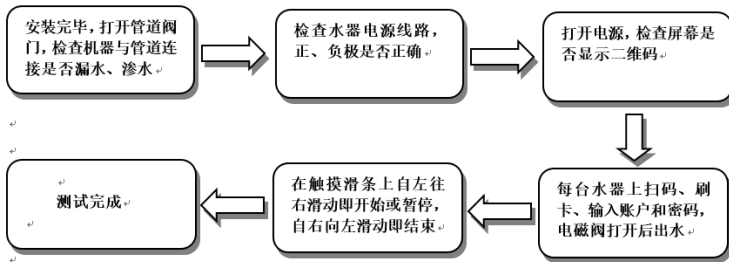 安装完毕，打开管道阀
门，检查机器与管道连
接是否漏水、渗水
检查水器电源线路，
正、负极是否正确
打开电源，检查屏幕是
否显示二维码
每台水器上扫码、刷
卡、输入账户和密码，
电磁阀打开后出水
在触摸滑条上自左往
右滑动即开始或暂停，
自右向左滑动即结束
测试完成